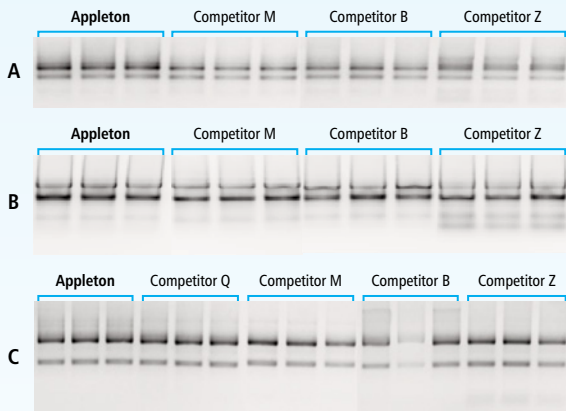 Appleton Competitor M Competitor B Competitor Z
A
Appleton Competitor M Competitor B Competitor Z
B
Appleton Competitor Q Competitor M Competitor B Competitor Z
C